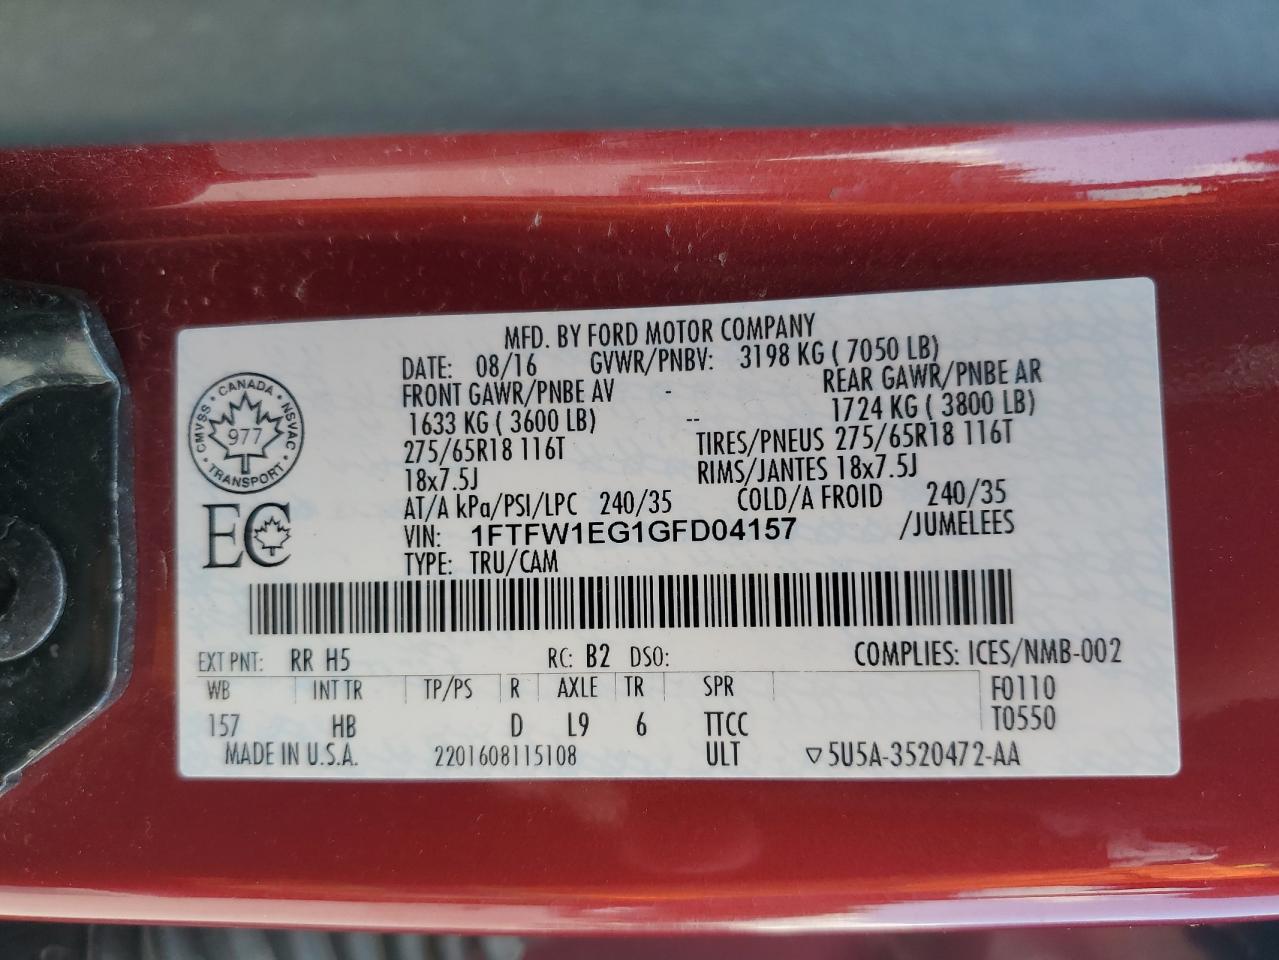 MFD. BY FORD MOTOR COMPANY
DATE: 08/16 GVWR/PNBV: 3198 KG ( 7050 LB)
FRONT GAWR/PNBE AV - REAR GAWR/PNBE AR
1633 KG ( 3600 LB) -- 1724 KG ( 3800 LB)
275/65R18 116T TIRES/PNEUS 275/65R18 116T
18x7.5J RIMS/JANTES 18x7.5J
AT/A kPa/PSI/LPC 240/35 COLD/A FROID 240/35
VIN: 1FTFW1EG1GFD04157 /JUMELEES
TYPE: TRU/CAM
CANADA
CMVSS NSVAC
977
TRANSPORT
EC
EXT PNT: RR H5 RC: B2 DSO: COMPLIES: ICES/NMB-002
WB INT TR TP/PS R AXLE TR SPR F0110
157 HB D L9 6 TTCC T0550
MADE IN U.S.A. 2201608115108 ULT ▽5U5A-3520472-AA